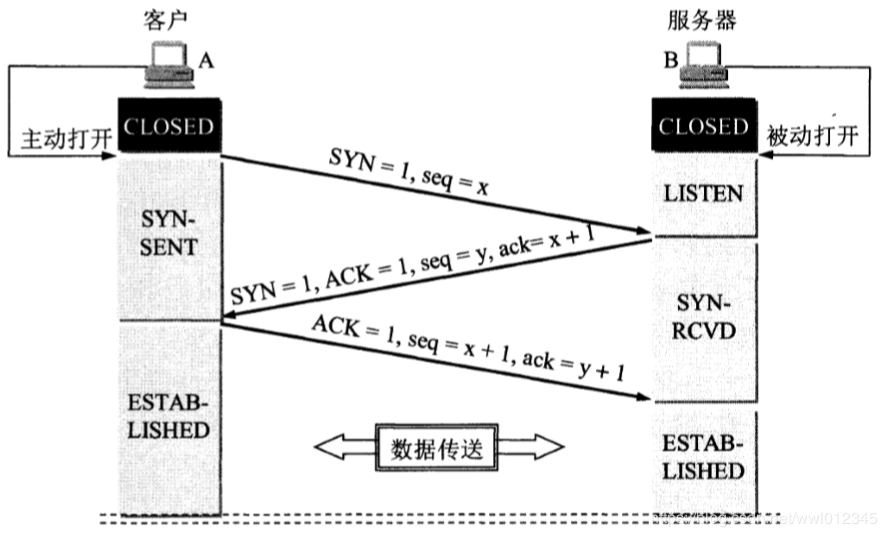 客户
服务器
A
B
CLOSED
CLOSED
主动打开
被动打开
SYN = 1, seq = x
LISTEN
SYN-
SENT
SYN = 1, ACK = 1, seq = y, ack= x + 1
SYN-
RCVD
ACK = 1, seq = x + 1, ack = y + 1
ESTAB-
LISHED
数据传送
ESTAB-
LISHED
https://blog.csdn.net/wwl012345